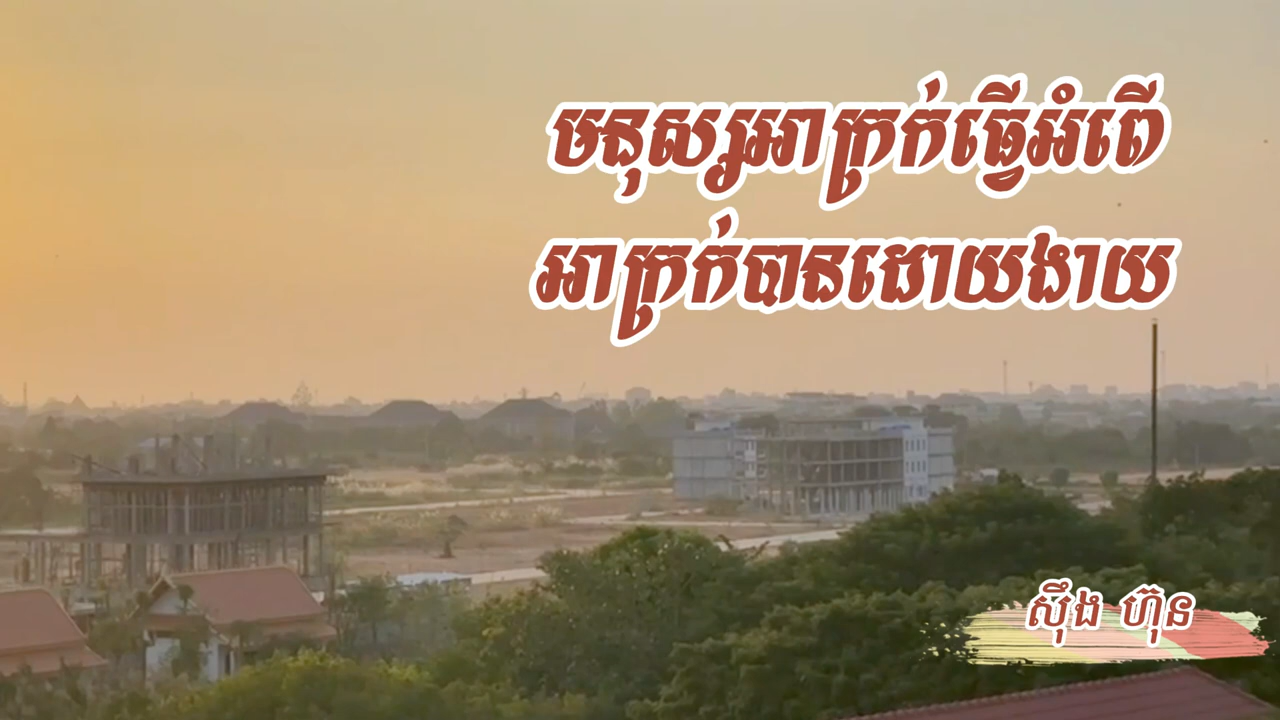 មនុស្សអាក្រក់ធ្វើអំពើ
អាក្រក់បានដោយងាយ
ស៊ឹង ហ៊ុន